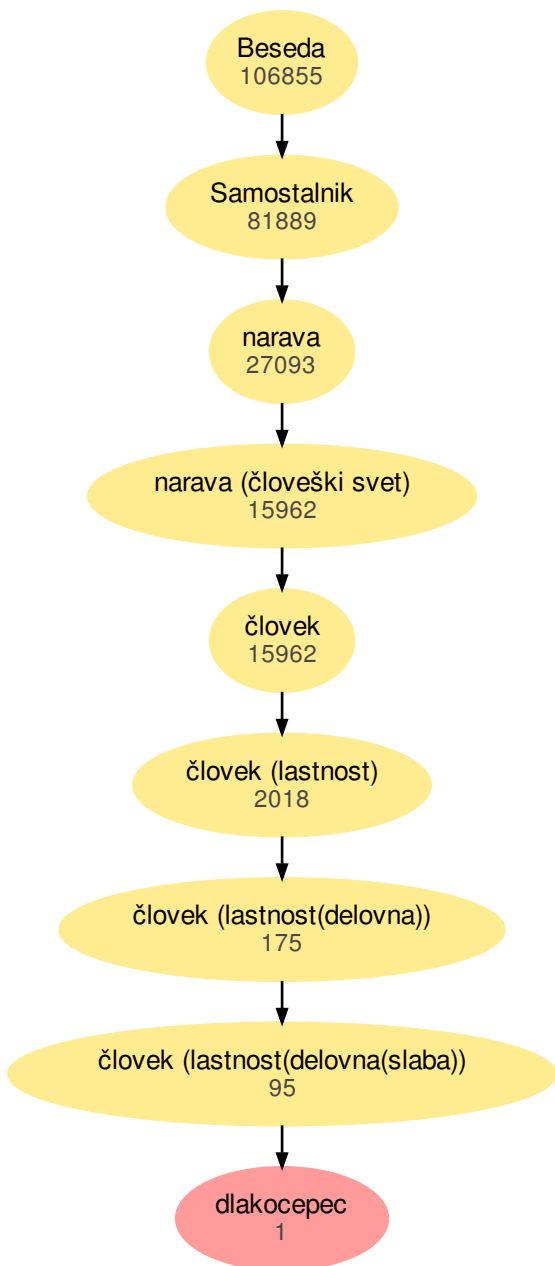 Beseda
106855
Samostalnik
81889
narava
27093
narava (človeški svet)
15962
človek
15962
človek (lastnost)
2018
človek (lastnost(delovna))
175
človek (lastnost(delovna(slaba))
95
dlakocepec
1